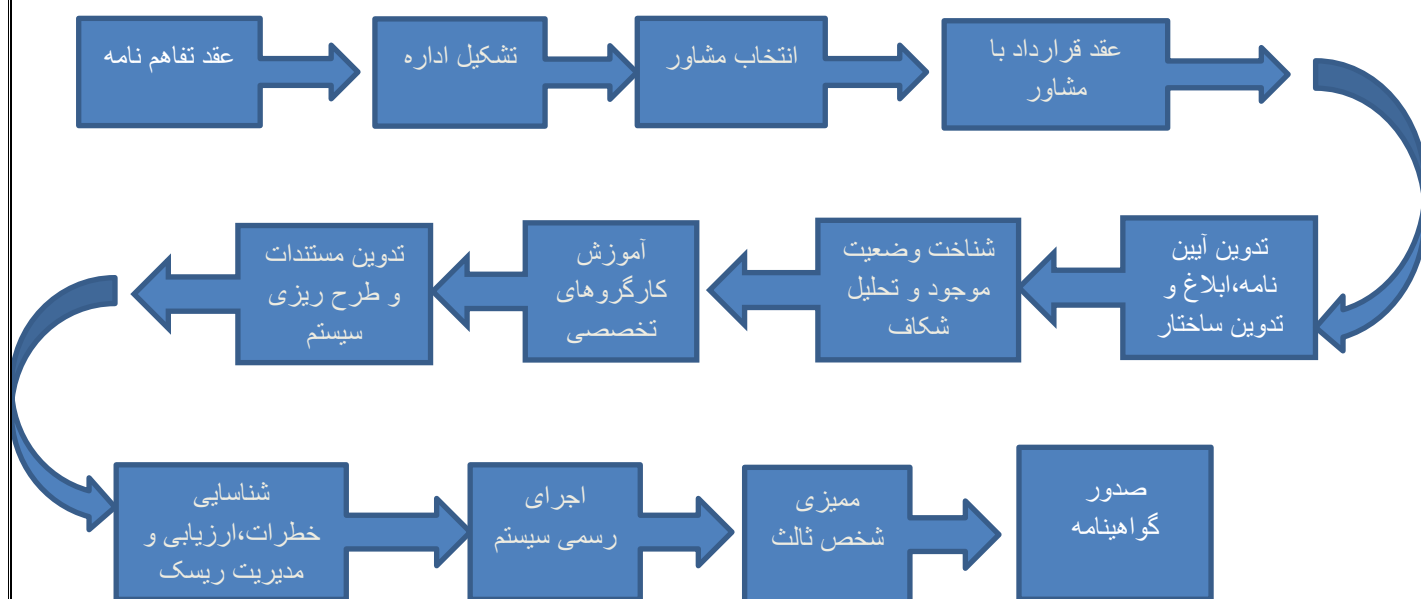 عقد تفاهم نامه
تشکیل اداره
انتخاب مشاور
عقد قرارداد با
مشاور
تدوین آیین
نامه،ابلاغ و
تدوین ساختار
شناخت وضعیت
موجود و تحلیل
شکاف
آموزش
کارگروهای
تخصصی
تدوین مستندات
و طرح ریزی
سیستم
شناسایی
خطرات،ارزیابی و
مدیریت ریسک
اجرای
رسمی سیستم
ممیزی
شخص ثالث
صدور
گواهینامه